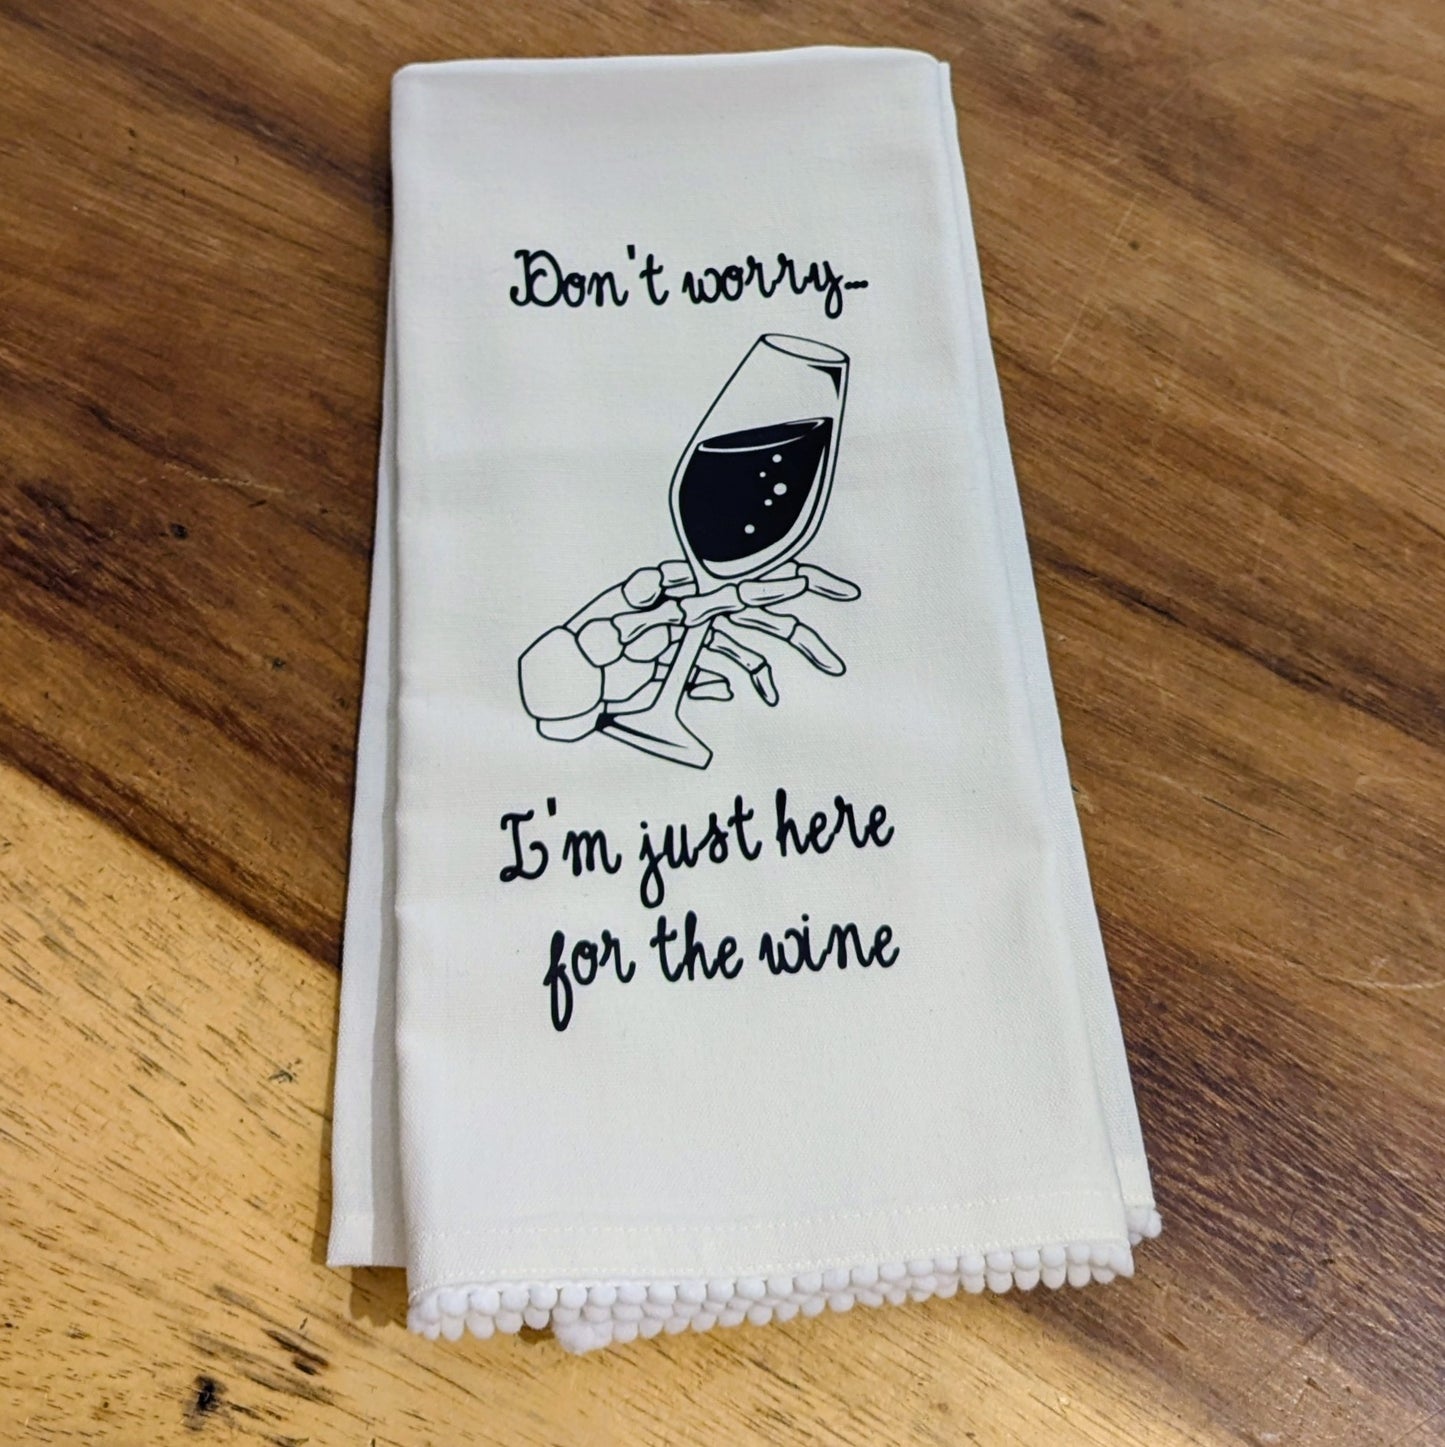 Don't worry...
I'm just here
for the wine